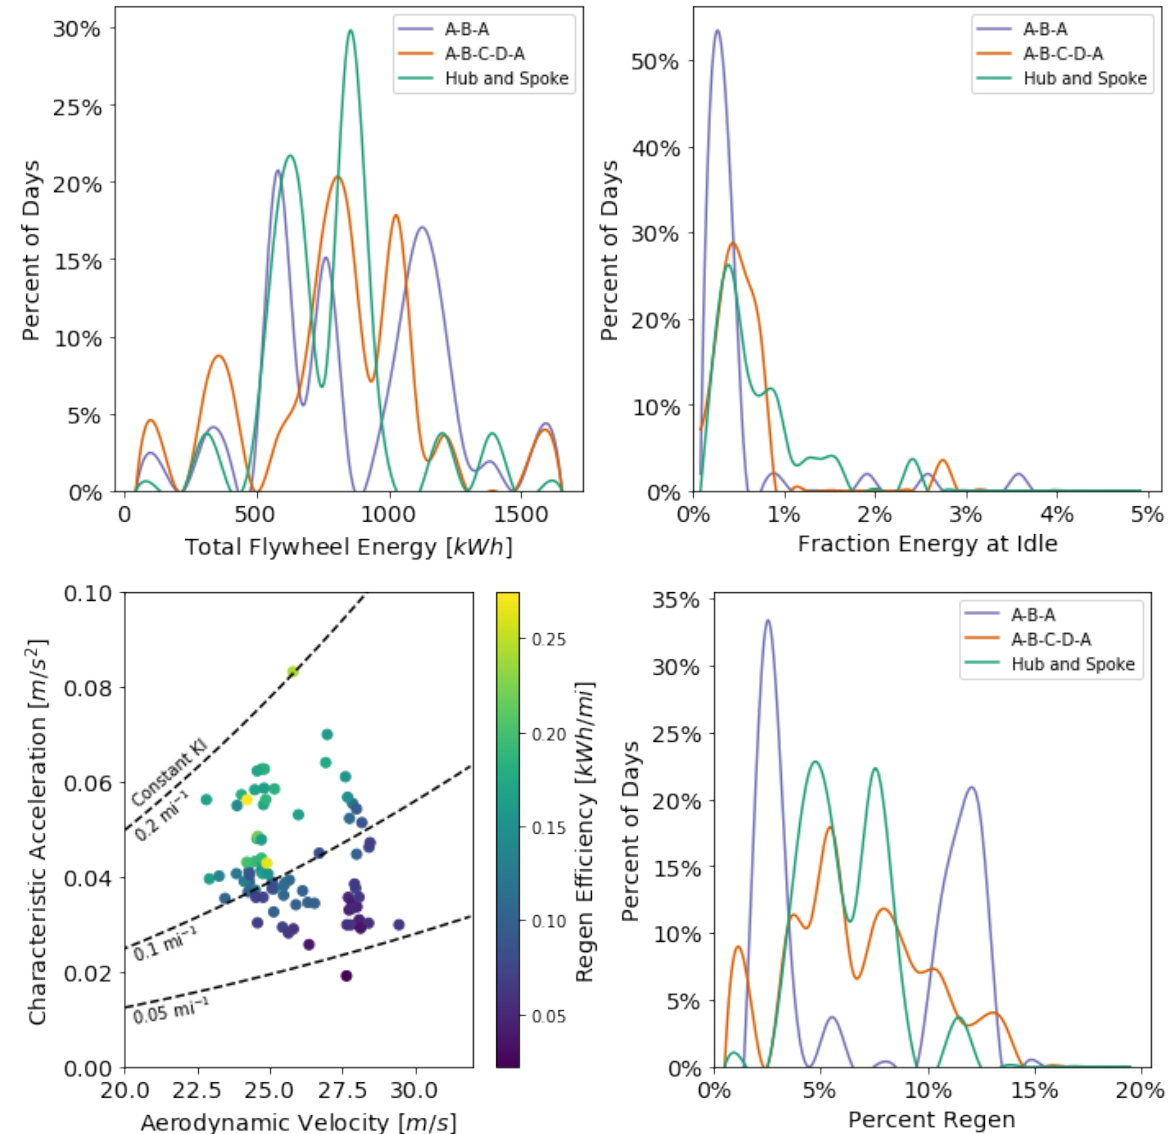 30%
25%
20%
15%
10%
5%
0%
Percent of Days
A-B-A
A-B-C-D-A
Hub and Spoke
0
500
1000
1500
Total Flywheel Energy [kWh]
50%
40%
30%
20%
10%
0%
Percent of Days
A-B-A
A-B-C-D-A
Hub and Spoke
0%
1%
2%
3%
4%
5%
Fraction Energy at Idle
0.10
0.08
0.06
0.04
0.02
0.00
Characteristic Acceleration [m/s²]
Constant KI
0.2 mi⁻¹
0.1 mi⁻¹
0.05 mi⁻¹
20.0
22.5
25.0
27.5
30.0
Aerodynamic Velocity [m/s]
0.25
0.20
0.15
0.10
0.05
Regen Efficiency [kWh/mi]
35%
30%
25%
20%
15%
10%
5%
0%
Percent of Days
A-B-A
A-B-C-D-A
Hub and Spoke
0%
5%
10%
15%
20%
Percent Regen